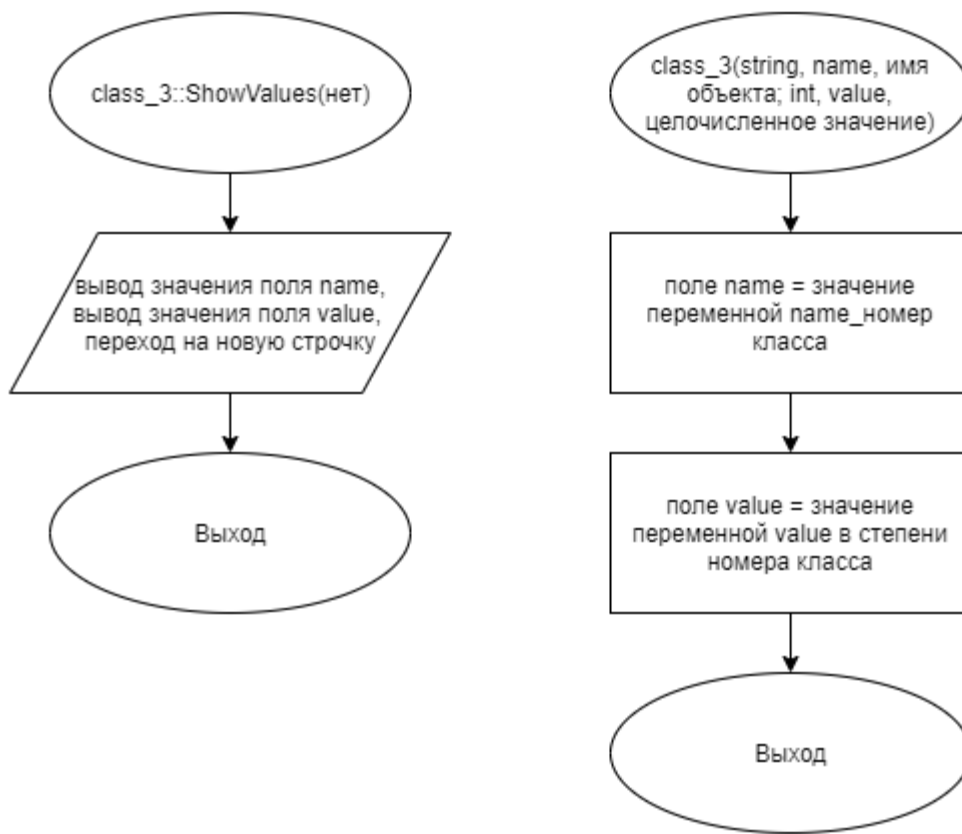 class_3::ShowValues(нет)
вывод значения поля name,
вывод значения поля value,
переход на новую строчку
Выход
class_3(string, name, имя
объекта; int, value,
целочисленное значение)
поле name = значение
переменной name_номер
класса
поле value = значение
переменной value в степени
номера класса
Выход